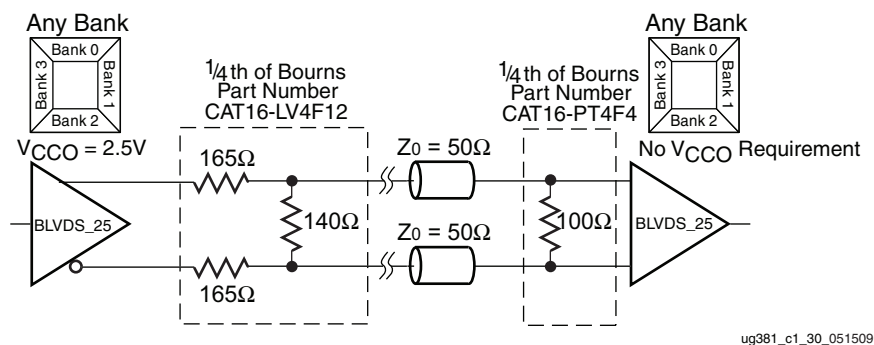 Any Bank
Bank 0
Bank 3
Bank 1
Bank 2
VCCO = 2.5V
1/4th of Bourns
Part Number
CAT16-LV4F12
1/4th of Bourns
Part Number
CAT16-PT4F4
Any Bank
Bank 0
Bank 3
Bank 1
Bank 2
No VCCO Requirement
165Ω
Z0 = 50Ω
BLVDS_25
140Ω
Z0 = 50Ω
100Ω
BLVDS_25
165Ω
ug381_c1_30_051509